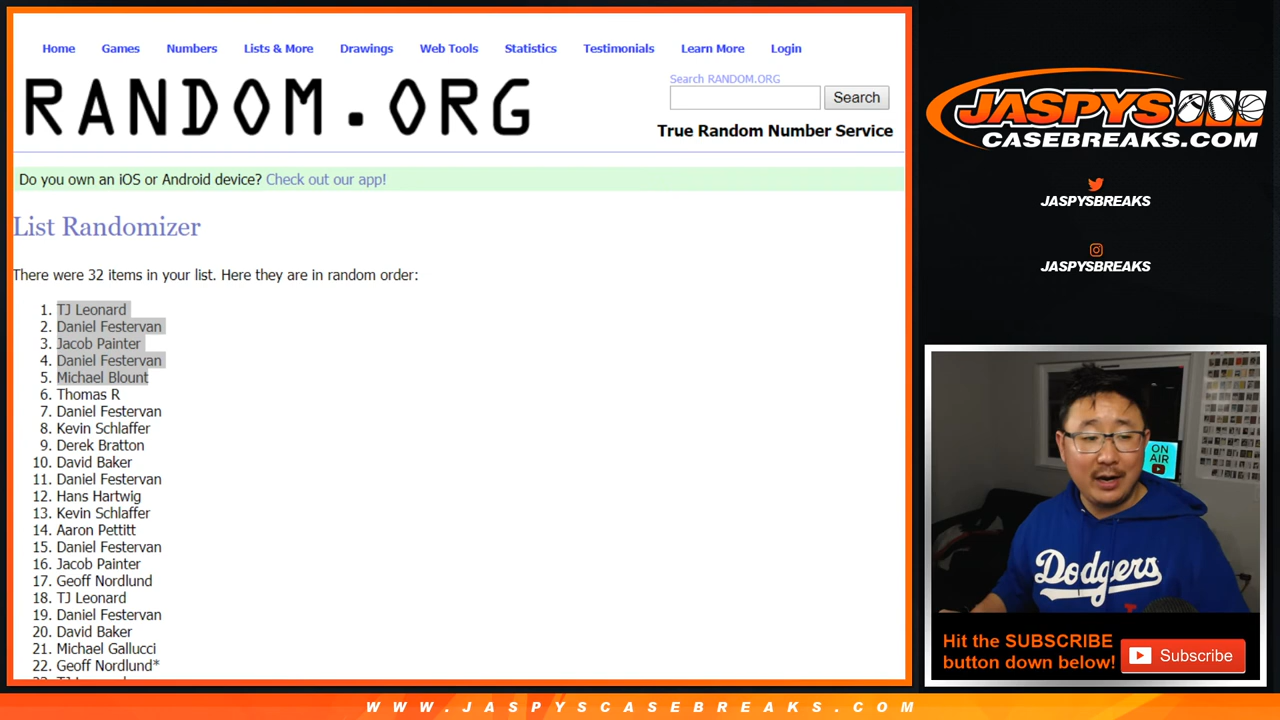 Home Games Numbers Lists & More Drawings Web Tools Statistics Testimonials Learn More Login
RANDOM.ORG
Search RANDOM.ORG
Search
True Random Number Service
Do you own an iOS or Android device? Check out our app!
List Randomizer
There were 32 items in your list. Here they are in random order:
1. TJ Leonard
2. Daniel Festervan
3. Jacob Painter
4. Daniel Festervan
5. Michael Blount
6. Thomas R
7. Daniel Festervan
8. Kevin Schlaffer
9. Derek Bratton
10. David Baker
11. Daniel Festervan
12. Hans Hartwig
13. Kevin Schlaffer
14. Aaron Pettitt
15. Daniel Festervan
16. Jacob Painter
17. Geoff Nordlund
18. TJ Leonard
19. Daniel Festervan
20. David Baker
21. Michael Gallucci
22. Geoff Nordlund*
JASPYS
CASEBREAKS.COM
JASPYSBREAKS
JASPYSBREAKS
ON
AIR
Dodgers
Hit the SUBSCRIBE
button down below!
Subscribe
WWW.JASPYSCASEBREAKS.COM